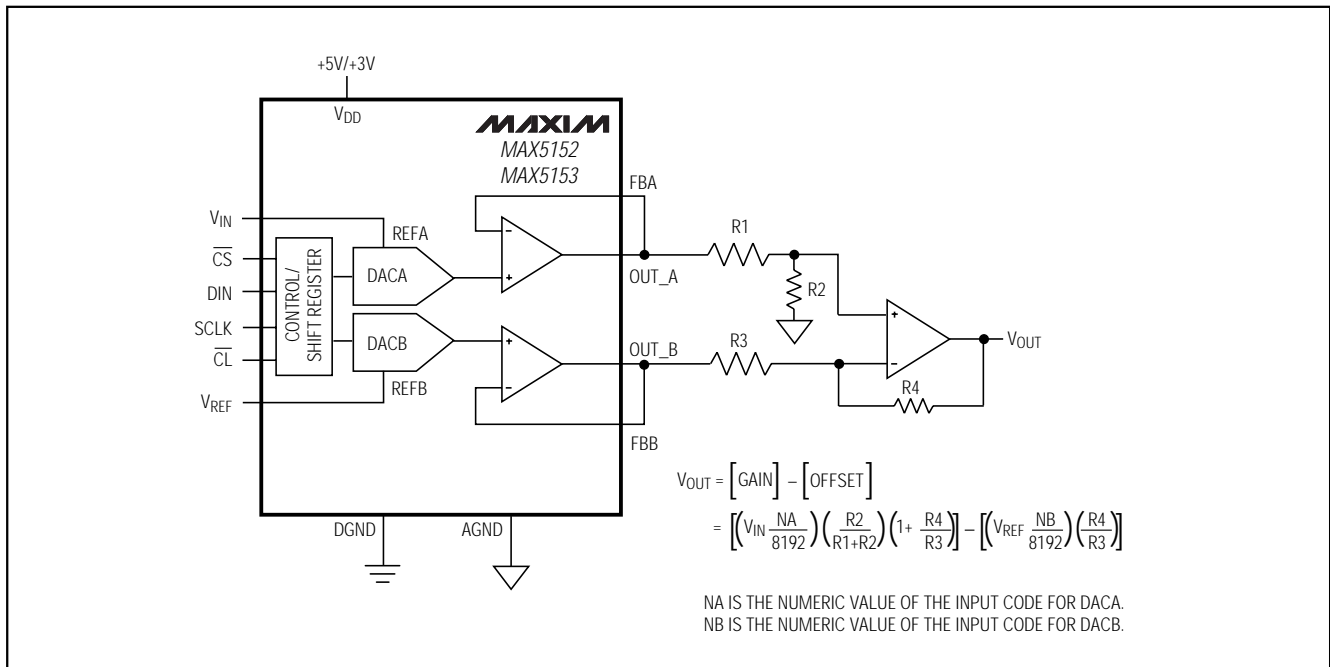 +5V/+3V
VDD
MAXIM
MAX5152
MAX5153
FBA
VIN
REFA
R1
CS
DACA
OUT_A
R2
DIN
CONTROL/
SHIFT REGISTER
SCLK
DACB
OUT_B
R3
VOUT
CL
REFB
R4
VREF
FBB
DGND
AGND
VOUT = [GAIN] – [OFFSET]
= [(VIN NA/8192)(R2/R1+R2)(1+ R4/R3)] – [(VREF NB/8192)(R4/R3)]
NA IS THE NUMERIC VALUE OF THE INPUT CODE FOR DACA.
NB IS THE NUMERIC VALUE OF THE INPUT CODE FOR DACB.
+
–
+
–
+
–